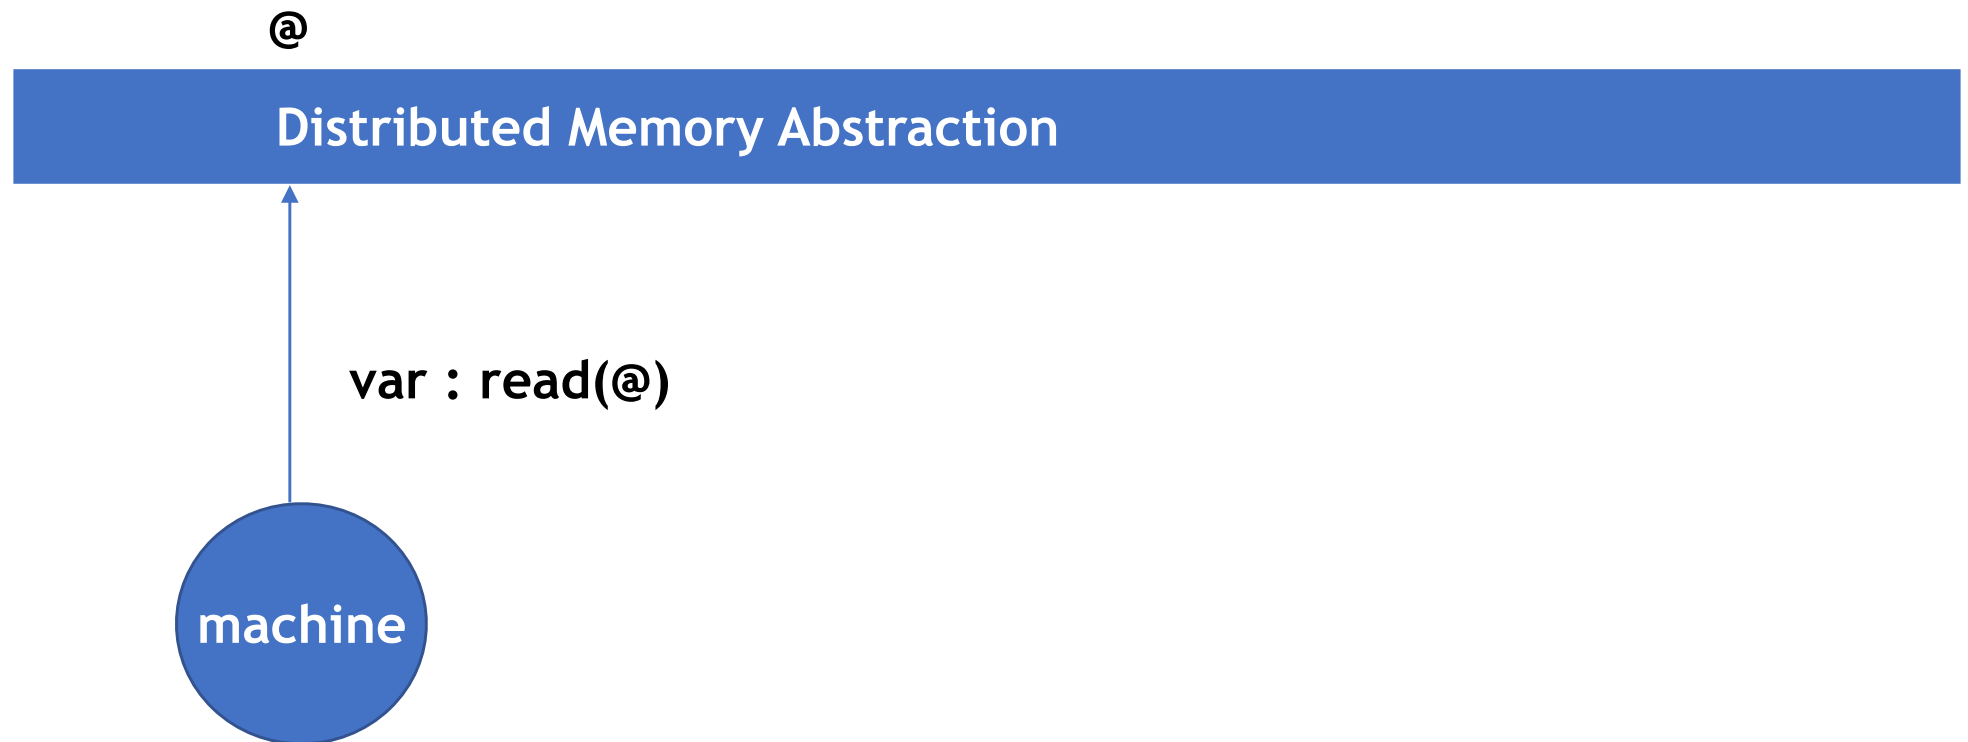 @
Distributed Memory Abstraction
var : read(@)
machine